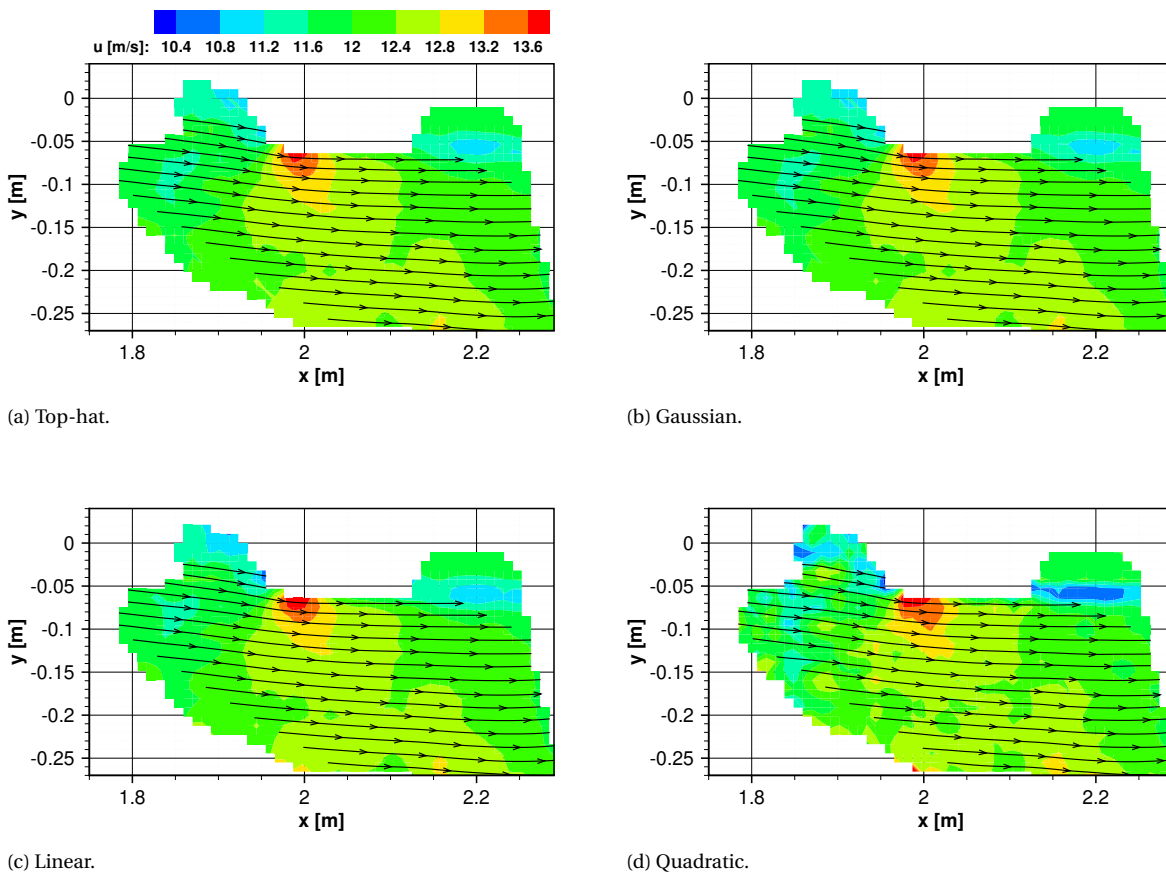 u [m/s]: 10.4 10.8 11.2 11.6 12 12.4 12.8 13.2 13.6
y [m]
0
-0.05
-0.1
-0.15
-0.2
-0.25
1.8 2 2.2
x [m]
(a) Top-hat.
y [m]
0
-0.05
-0.1
-0.15
-0.2
-0.25
1.8 2 2.2
x [m]
(b) Gaussian.
y [m]
0
-0.05
-0.1
-0.15
-0.2
-0.25
1.8 2 2.2
x [m]
(c) Linear.
y [m]
0
-0.05
-0.1
-0.15
-0.2
-0.25
1.8 2 2.2
x [m]
(d) Quadratic.